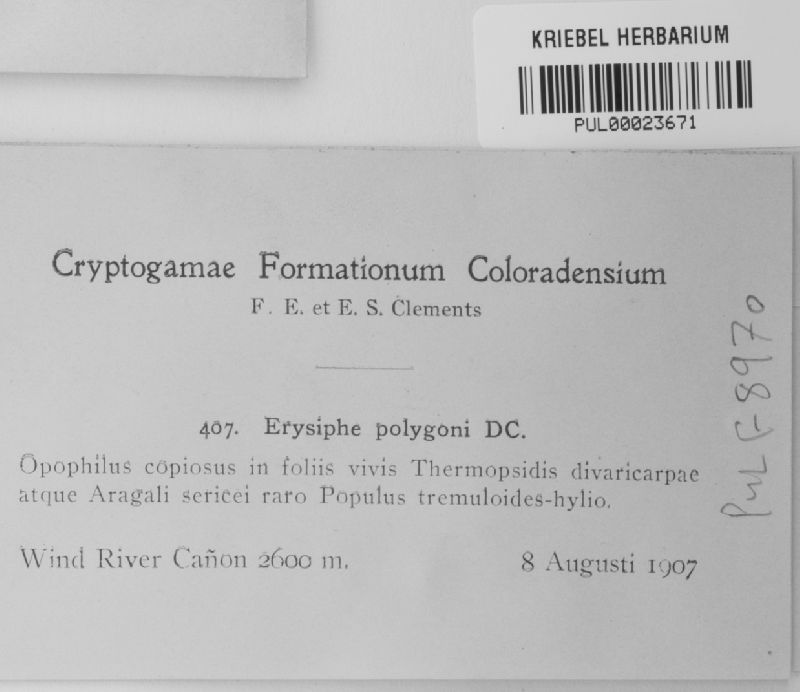 KRIEBEL HERBARIUM
PUL00023671
Cryptogamae Formationum Coloradensium
F. E. et E. S. Clements
407. Erysiphe polygoni DC.
Opophilus copiosus in foliis vivis Thermopsidis divaricarpae
atque Aragali sericei raro Populus tremuloides-hylio.
Wind River Cañon 2600 m.
8 Augusti 1907
PUL F8970